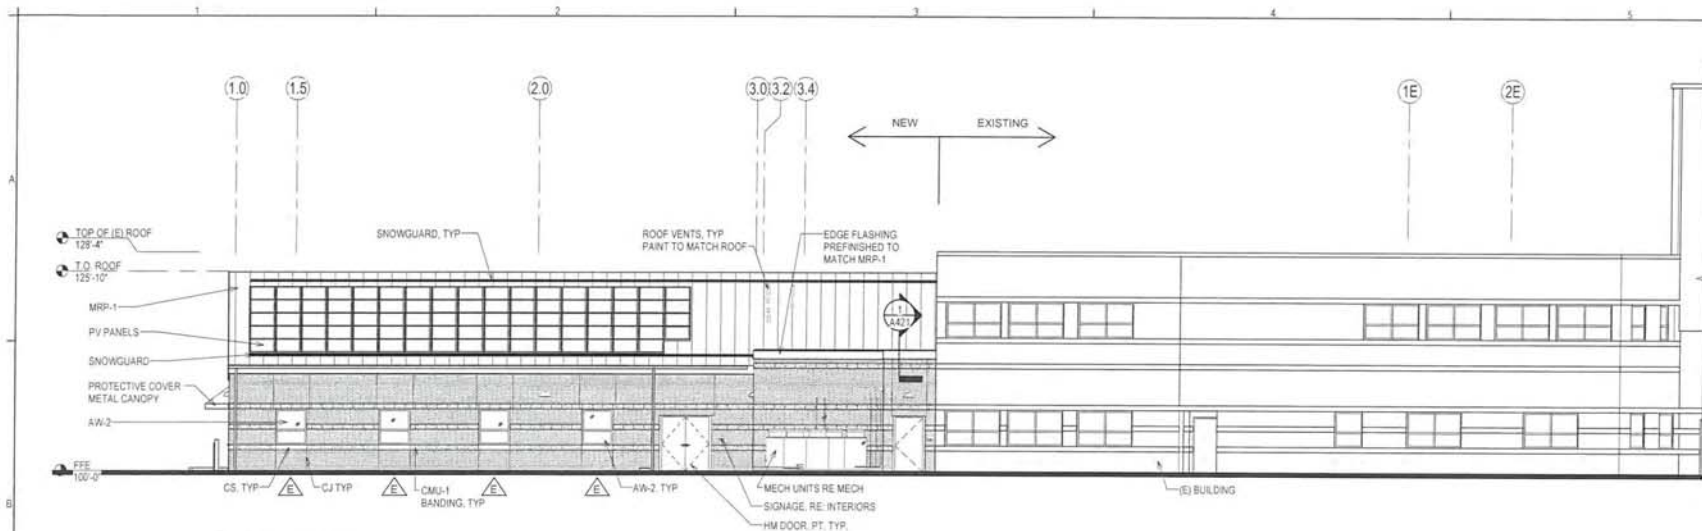 1
2
3
4
5
A
B
A
1.0
1.5
2.0
3.0
3.2
3.4
1E
2E
NEW
EXISTING
TOP OF (E) ROOF
128'-4"
T.O. ROOF
125'-10"
SNOWGUARD, TYP
ROOF VENTS, TYP
PAINT TO MATCH ROOF
EDGE FLASHING
PREFINISHED TO
MATCH MRP-1
MRP-1
PV PANELS
SNOWGUARD
PROTECTIVE COVER
METAL CANOPY
AW-2
1
A421
FFE
100'-0"
CS, TYP
E
CJ TYP
E
CMU-1
BANDING, TYP
E
E
AW-2, TYP
MECH UNITS RE MECH
SIGNAGE, RE: INTERIORS
HM DOOR, PT, TYP,
(E) BUILDING